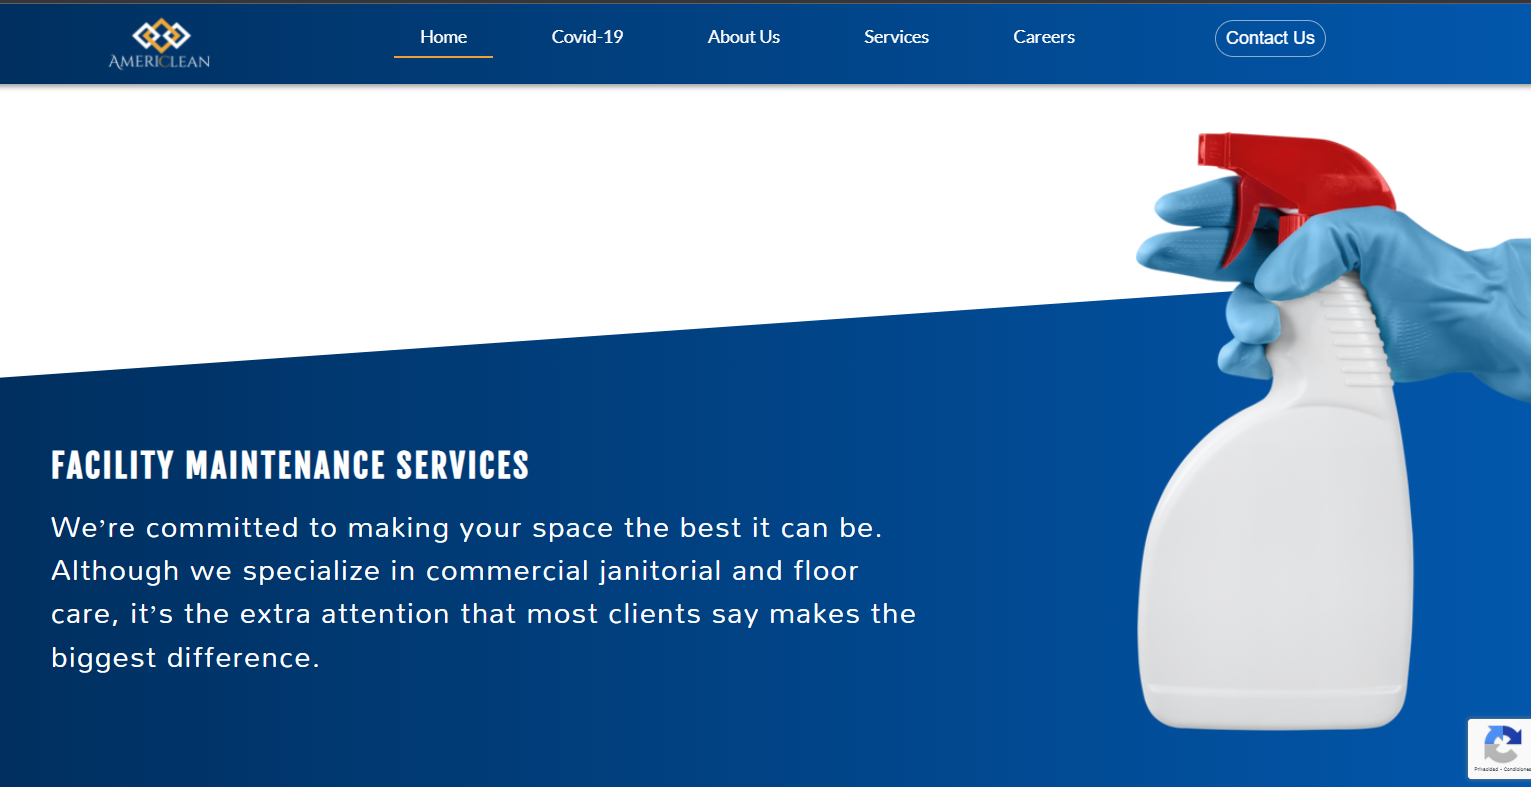 Home
Covid-19
About Us
Services
Careers
Contact Us
AMERICLEAN
FACILITY MAINTENANCE SERVICES
We’re committed to making your space the best it can be.
Although we specialize in commercial janitorial and floor
care, it’s the extra attention that most clients say makes the
biggest difference.
Privacidad - Condiciones